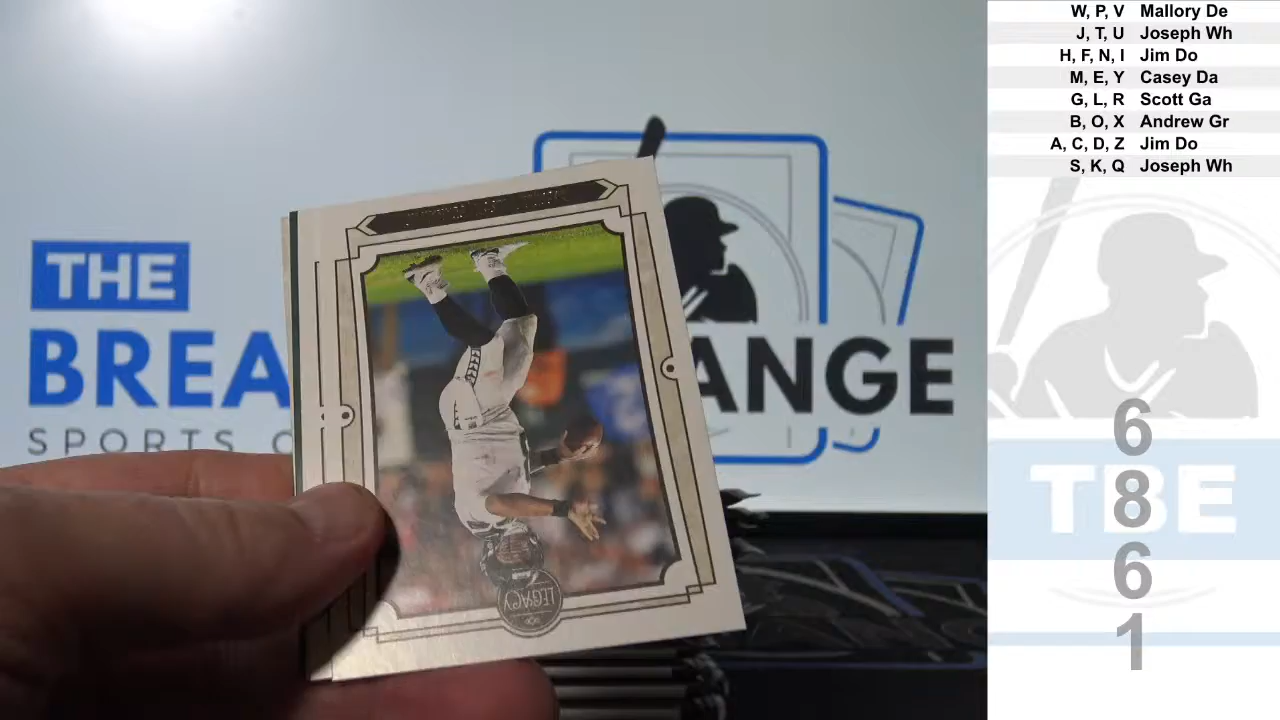 THE
BREA
ANGE
SPORTS C
LEGACY
W, P, V Mallory De
J, T, U Joseph Wh
H, F, N, I Jim Do
M, E, Y Casey Da
G, L, R Scott Ga
B, O, X Andrew Gr
A, C, D, Z Jim Do
S, K, Q Joseph Wh
TBE
6
8
6
1